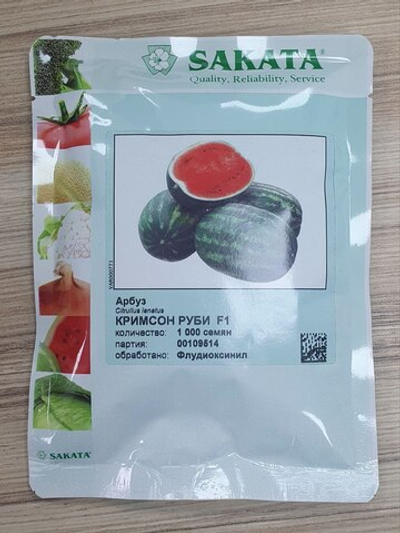 SAKATA®
Quality, Reliability, Service
Арбуз
Citrullus lanatus
КРИМСОН РУБИ F1
количество: 1 000 семян
партия: 00109514
обработано: Флудиоксинил
© SAKATA